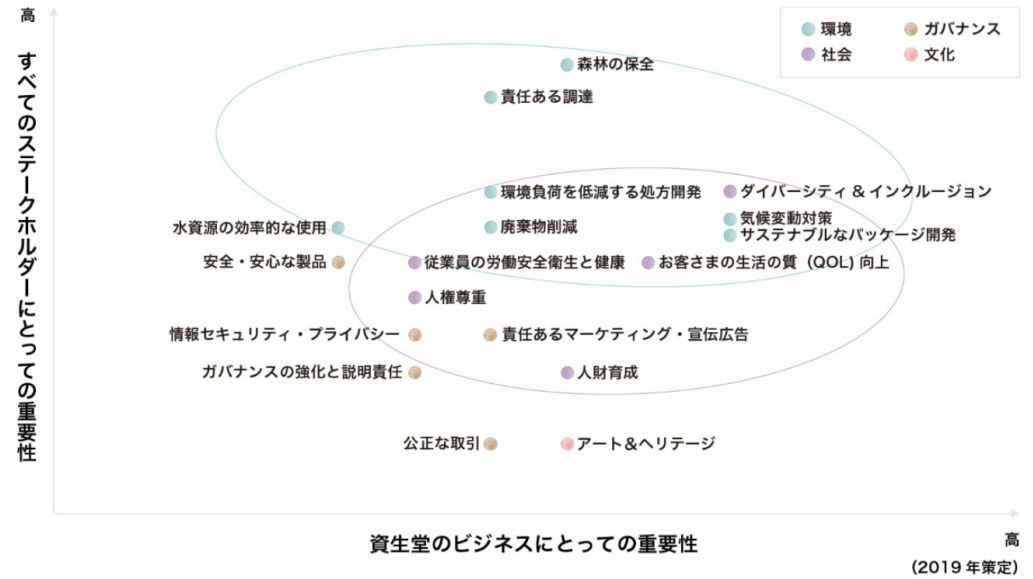 高
すべてのステークホルダーにとっての重要性
環境
ガバナンス
社会
文化
森林の保全
責任ある調達
環境負荷を低減する処方開発
ダイバーシティ & インクルージョン
気候変動対策
水資源の効率的な使用
廃棄物削減
サステナブルなパッケージ開発
安全・安心な製品
従業員の労働安全衛生と健康
お客さまの生活の質（QOL）向上
人権尊重
情報セキュリティ・プライバシー
責任あるマーケティング・宣伝広告
ガバナンスの強化と説明責任
人財育成
公正な取引
アート＆ヘリテージ
資生堂のビジネスにとっての重要性
高
（2019 年策定）